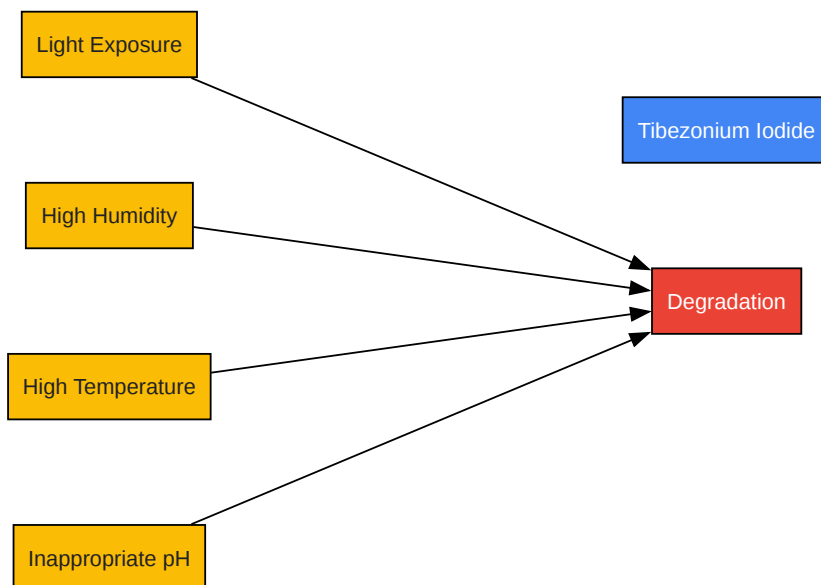 Light Exposure
Tibezonium Iodide
High Humidity
Degradation
High Temperature
Inappropriate pH